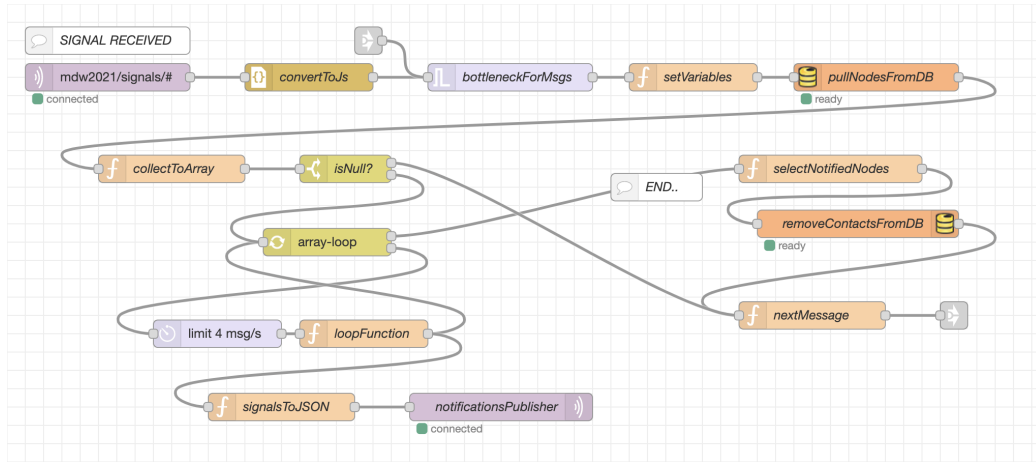 SIGNAL RECEIVED
mdw2021/signals/#
connected
convertToJs
bottleneckForMsgs
setVariables
pullNodesFromDB
ready
collectToArray
isNull?
END..
selectNotifiedNodes
array-loop
removeContactsFromDB
ready
limit 4 msg/s
loopFunction
nextMessage
signalsToJSON
notificationsPublisher
connected